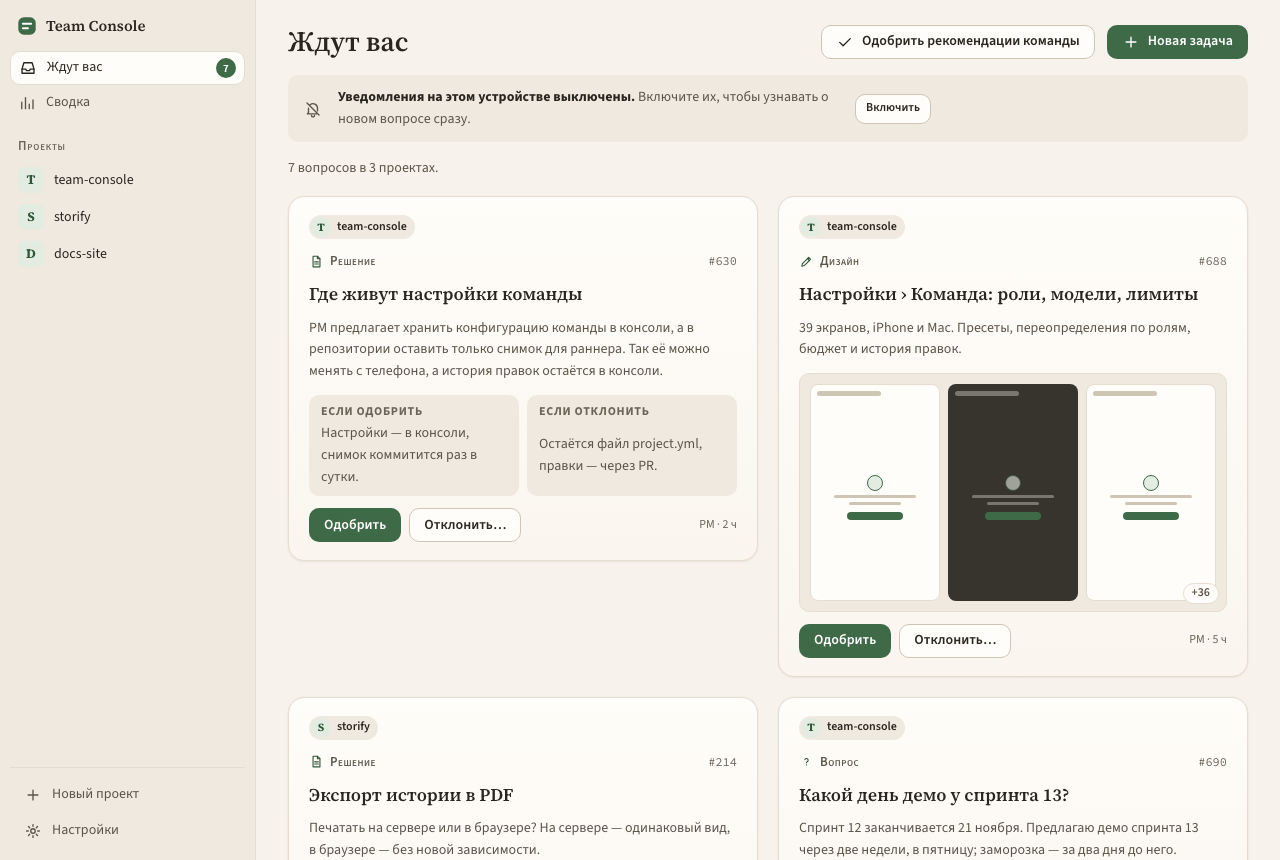 Team Console
Ждут вас
7
Сводка
Проекты
T team-console
S storify
D docs-site
Новый проект
Настройки
Ждут вас
Одобрить рекомендации команды
Новая задача
Уведомления на этом устройстве выключены. Включите их, чтобы узнавать о
новом вопросе сразу.
Включить
7 вопросов в 3 проектах.
T team-console
Решение
#630
Где живут настройки команды
PM предлагает хранить конфигурацию команды в консоли, а в
репозитории оставить только снимок для раннера. Так её можно
менять с телефона, а история правок остаётся в консоли.
ЕСЛИ ОДОБРИТЬ
Настройки — в консоли,
снимок коммитится раз в
сутки.
ЕСЛИ ОТКЛОНИТЬ
Остаётся файл project.yml,
правки — через PR.
Одобрить
Отклонить…
PM · 2 ч
T team-console
Дизайн
#688
Настройки › Команда: роли, модели, лимиты
39 экранов, iPhone и Mac. Пресеты, переопределения по ролям,
бюджет и история правок.
+36
Одобрить
Отклонить…
PM · 5 ч
S storify
Решение
#214
Экспорт истории в PDF
Печатать на сервере или в браузере? На сервере — одинаковый вид,
в браузере — без новой зависимости.
T team-console
? Вопрос
#690
Какой день демо у спринта 13?
Спринт 12 заканчивается 21 ноября. Предлагаю демо спринта 13
через две недели, в пятницу; заморозка — за два дня до него.